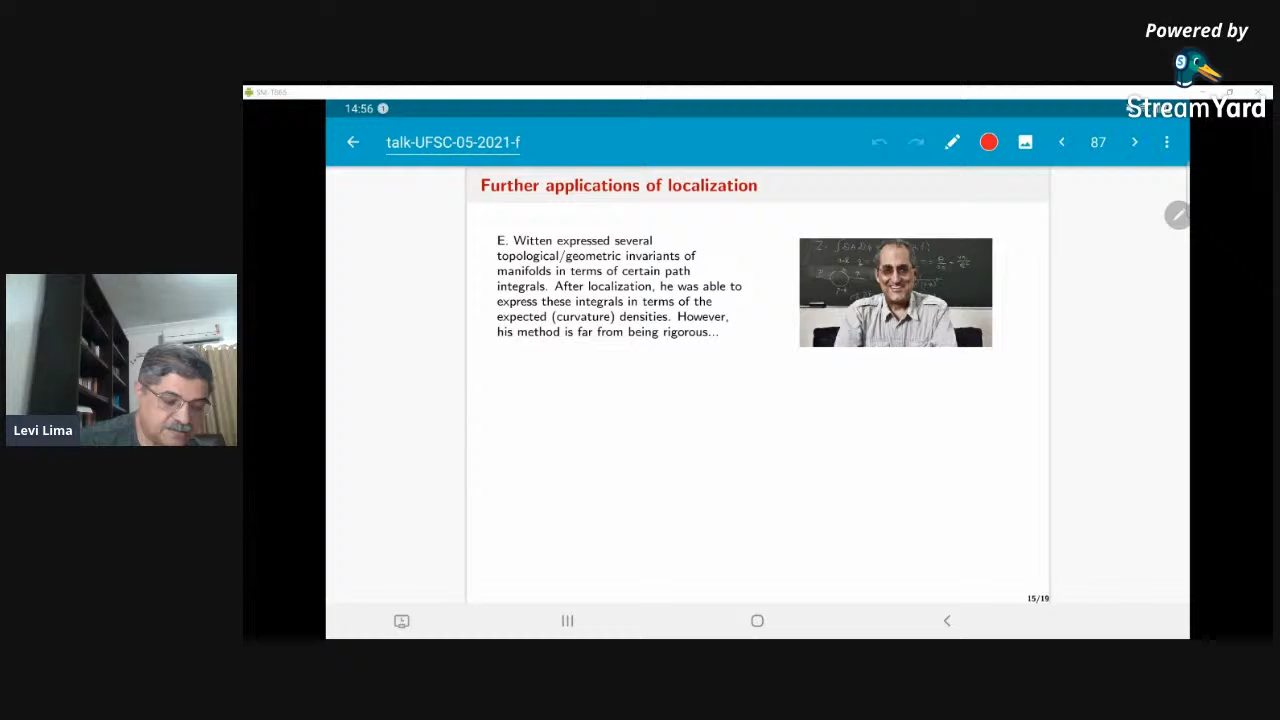 Powered by
StreamYard
SM-T865
14:56
talk-UFSC-05-2021-f
87
Further applications of localization
E. Witten expressed several
topological/geometric invariants of
manifolds in terms of certain path
integrals. After localization, he was able to
express these integrals in terms of the
expected (curvature) densities. However,
his method is far from being rigorous...
Levi Lima
15/19